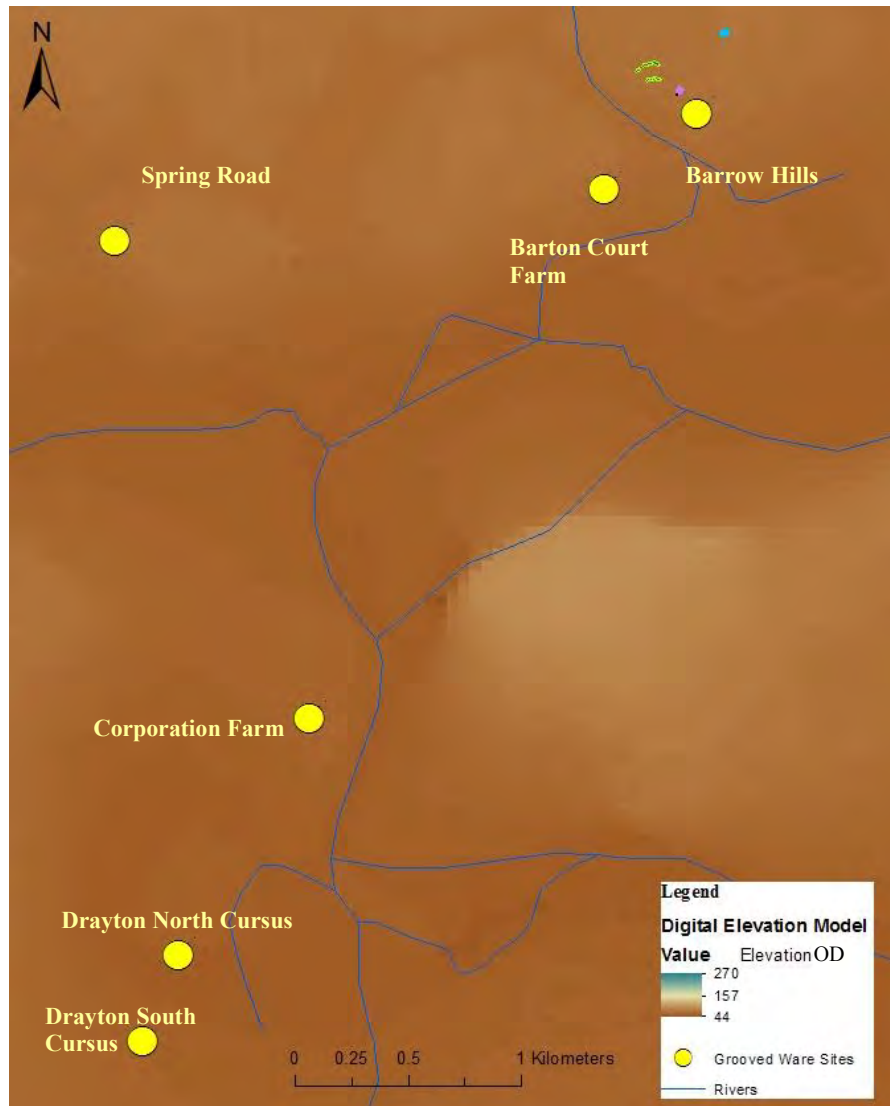 N
Spring Road
Barrow Hills
Barton Court
Farm
Corporation Farm
Drayton North Cursus
Drayton South
Cursus
0 0.25 0.5 1 Kilometers
Legend
Digital Elevation Model
Value Elevation OD
270
157
44
Grooved Ware Sites
Rivers